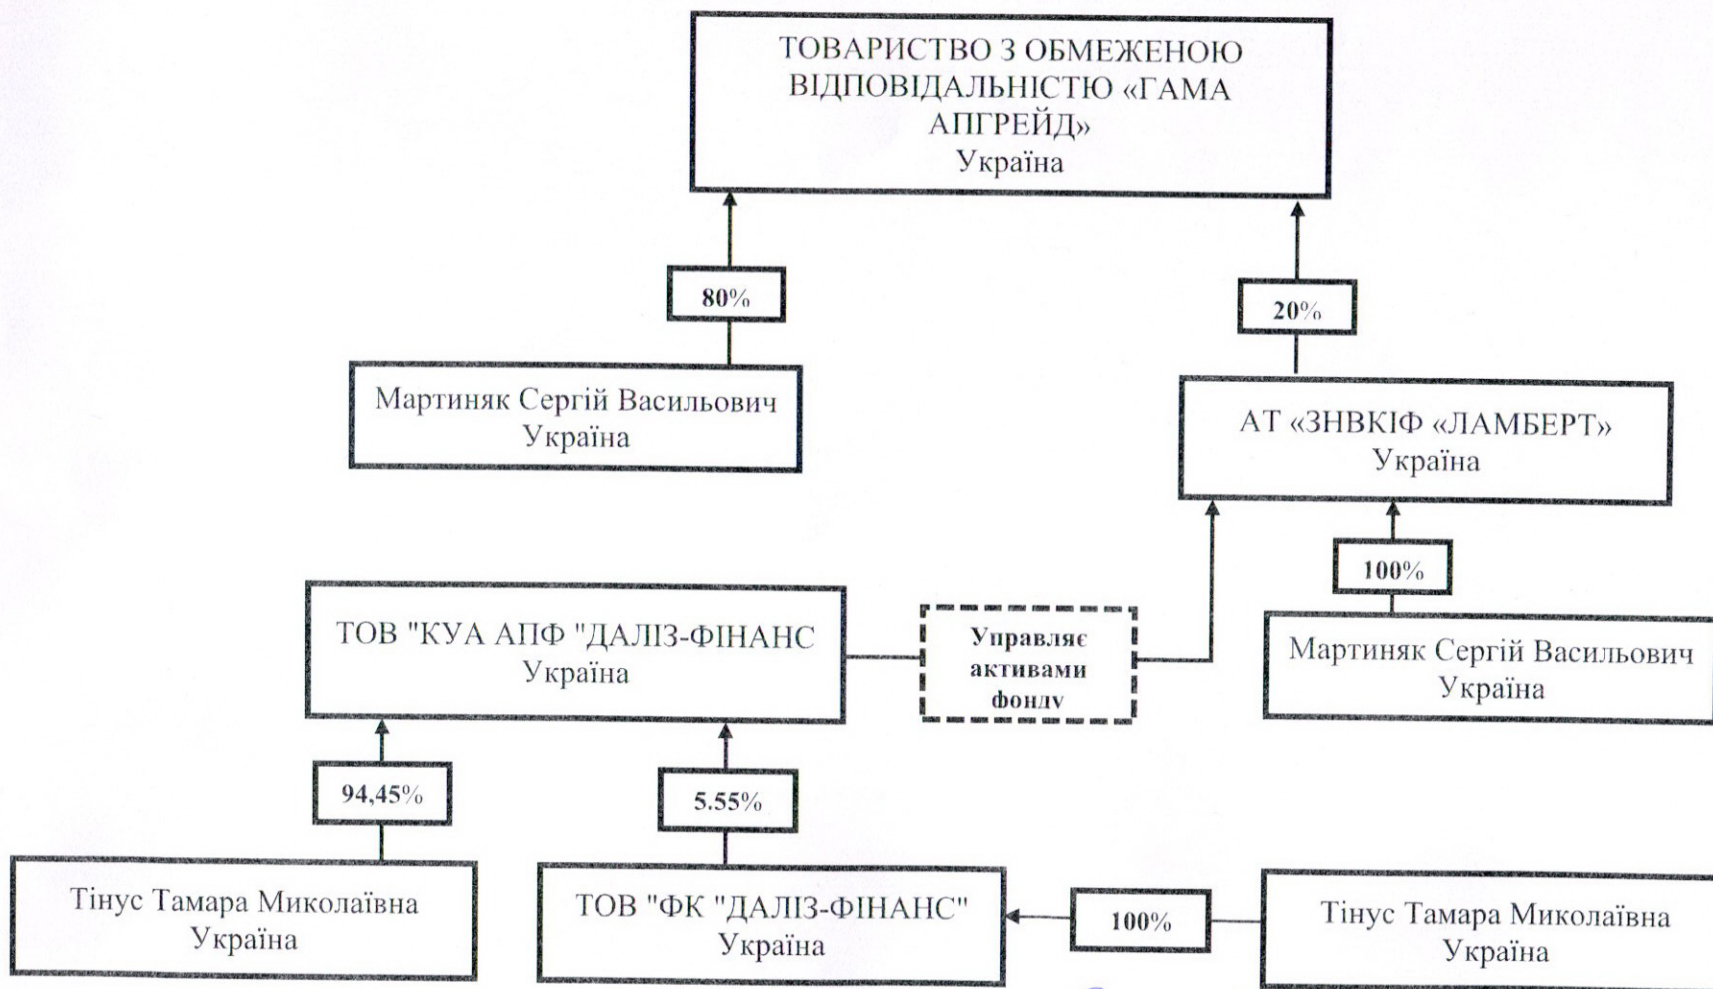 ТОВАРИСТВО З ОБМЕЖЕНОЮ
ВІДПОВІДАЛЬНІСТЮ «ГАМА
АПГРЕЙД»
Україна
80%
20%
Мартиняк Сергій Васильович
Україна
АТ «ЗНВКІФ «ЛАМБЕРТ»
Україна
100%
ТОВ "КУА АПФ "ДАЛІЗ-ФІНАНС
Україна
Управляє
активами
фонду
Мартиняк Сергій Васильович
Україна
94,45%
5.55%
Тінус Тамара Миколаївна
Україна
ТОВ "ФК "ДАЛІЗ-ФІНАНС"
Україна
100%
Тінус Тамара Миколаївна
Україна